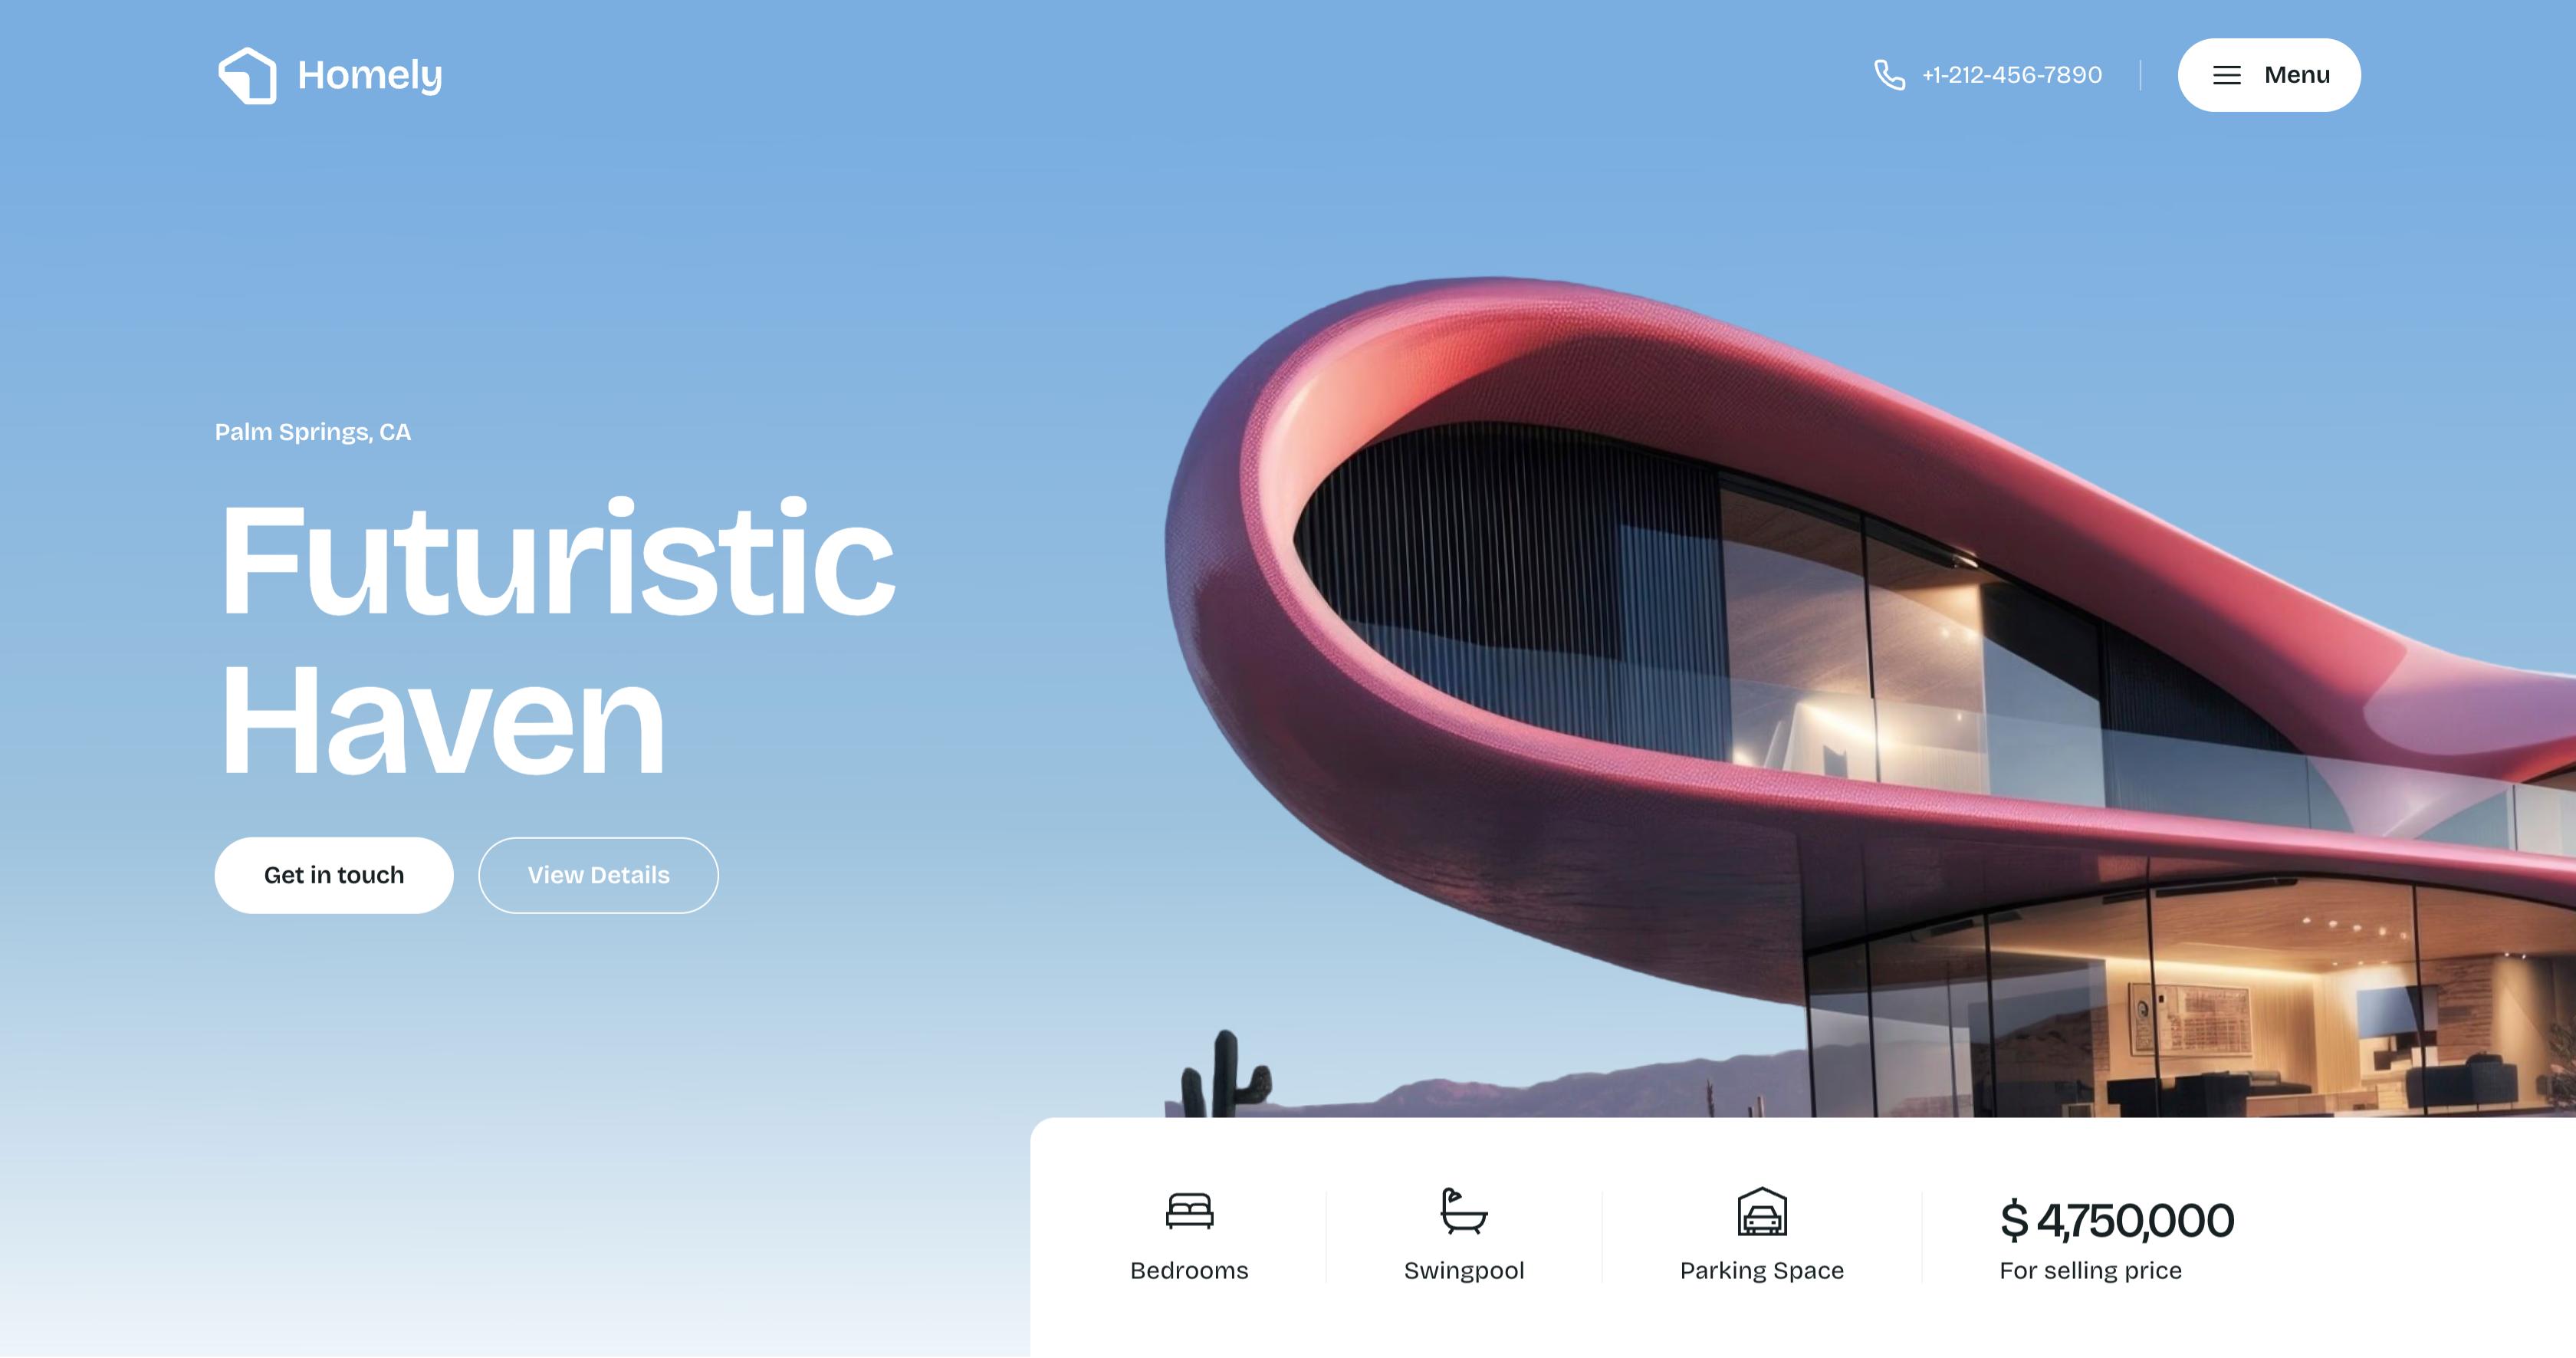 Homely
+1-212-456-7890
Menu
Palm Springs, CA
Futuristic
Haven
Get in touch
View Details
Bedrooms
Swingpool
Parking Space
$ 4,750,000
For selling price